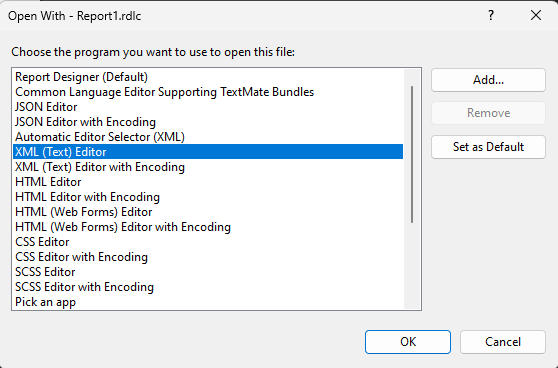 Open With - Report1.rdlc
?
Choose the program you want to use to open this file:
Report Designer (Default)
Common Language Editor Supporting TextMate Bundles
JSON Editor
JSON Editor with Encoding
Automatic Editor Selector (XML)
XML (Text) Editor
XML (Text) Editor with Encoding
HTML Editor
HTML Editor with Encoding
HTML (Web Forms) Editor
HTML (Web Forms) Editor with Encoding
CSS Editor
CSS Editor with Encoding
SCSS Editor
SCSS Editor with Encoding
Pick an app
Add...
Remove
Set as Default
OK
Cancel